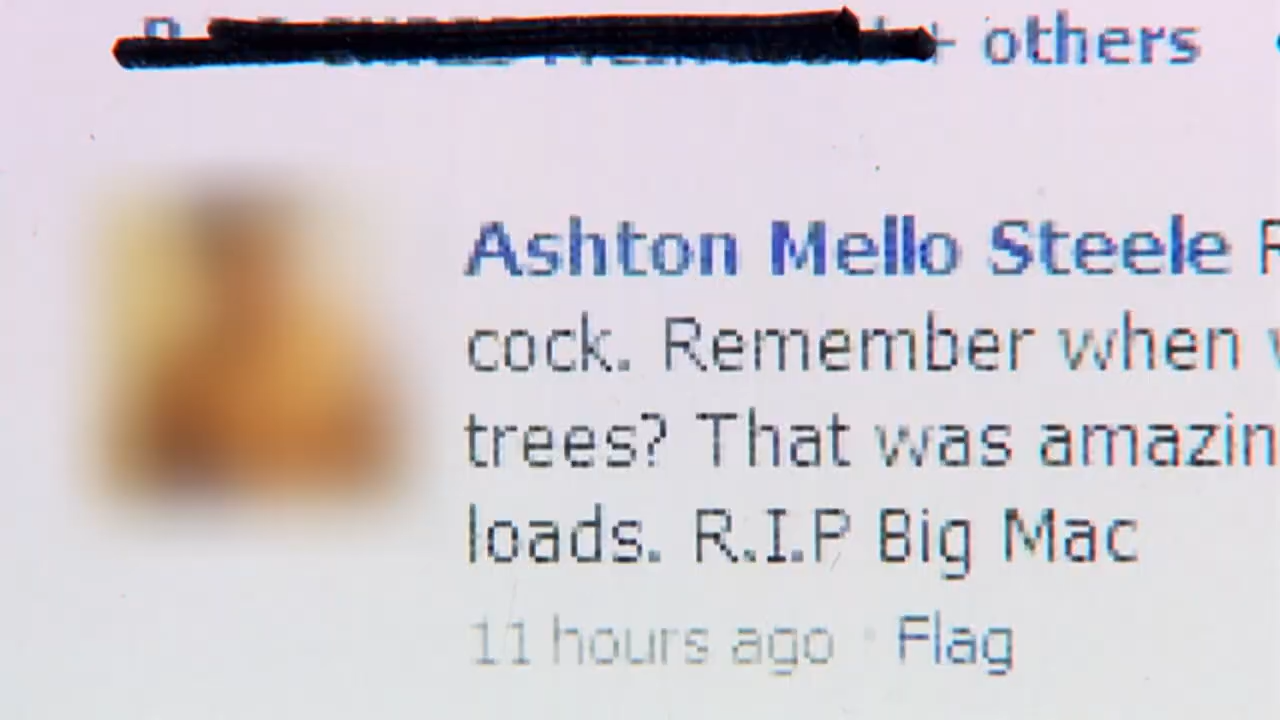 + others
Ashton Mello Steele
cock. Remember when
trees? That was amazin
loads. R.I.P Big Mac
11 hours ago · Flag